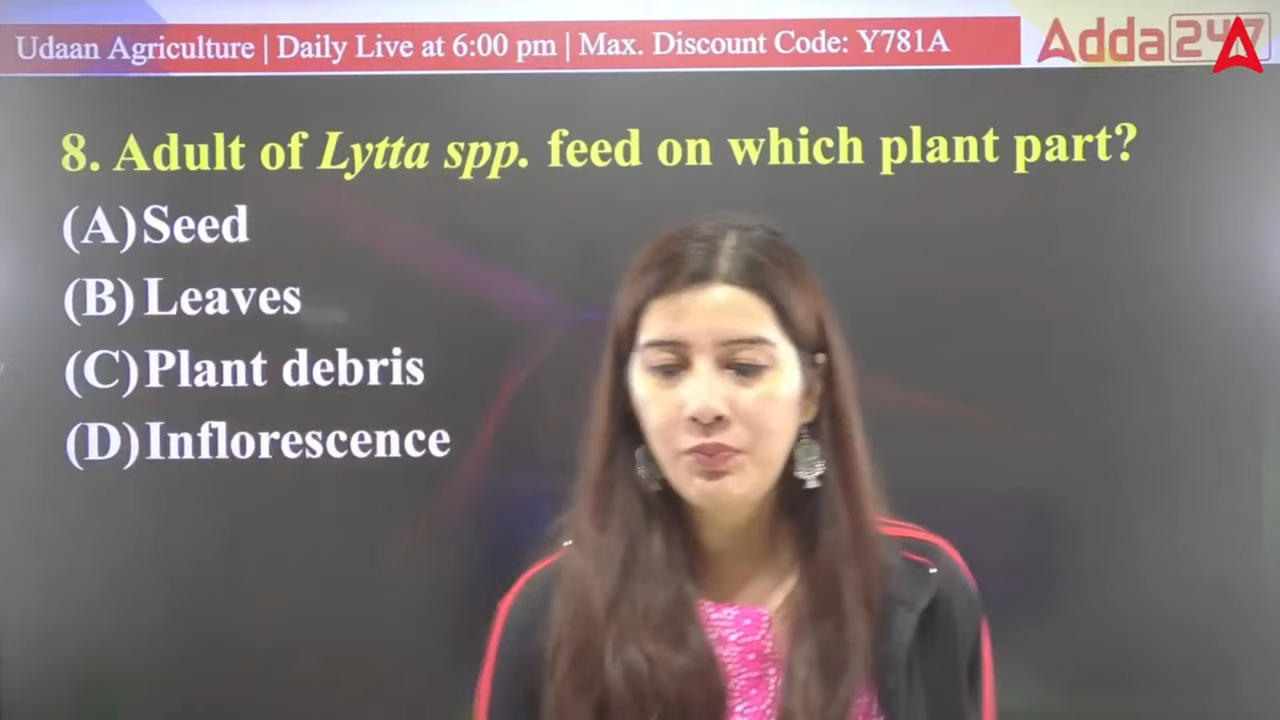 Udaan Agriculture | Daily Live at 6:00 pm | Max. Discount Code: Y781A
Adda247
8. Adult of Lytta spp. feed on which plant part?
(A) Seed
(B) Leaves
(C) Plant debris
(D) Inflorescence